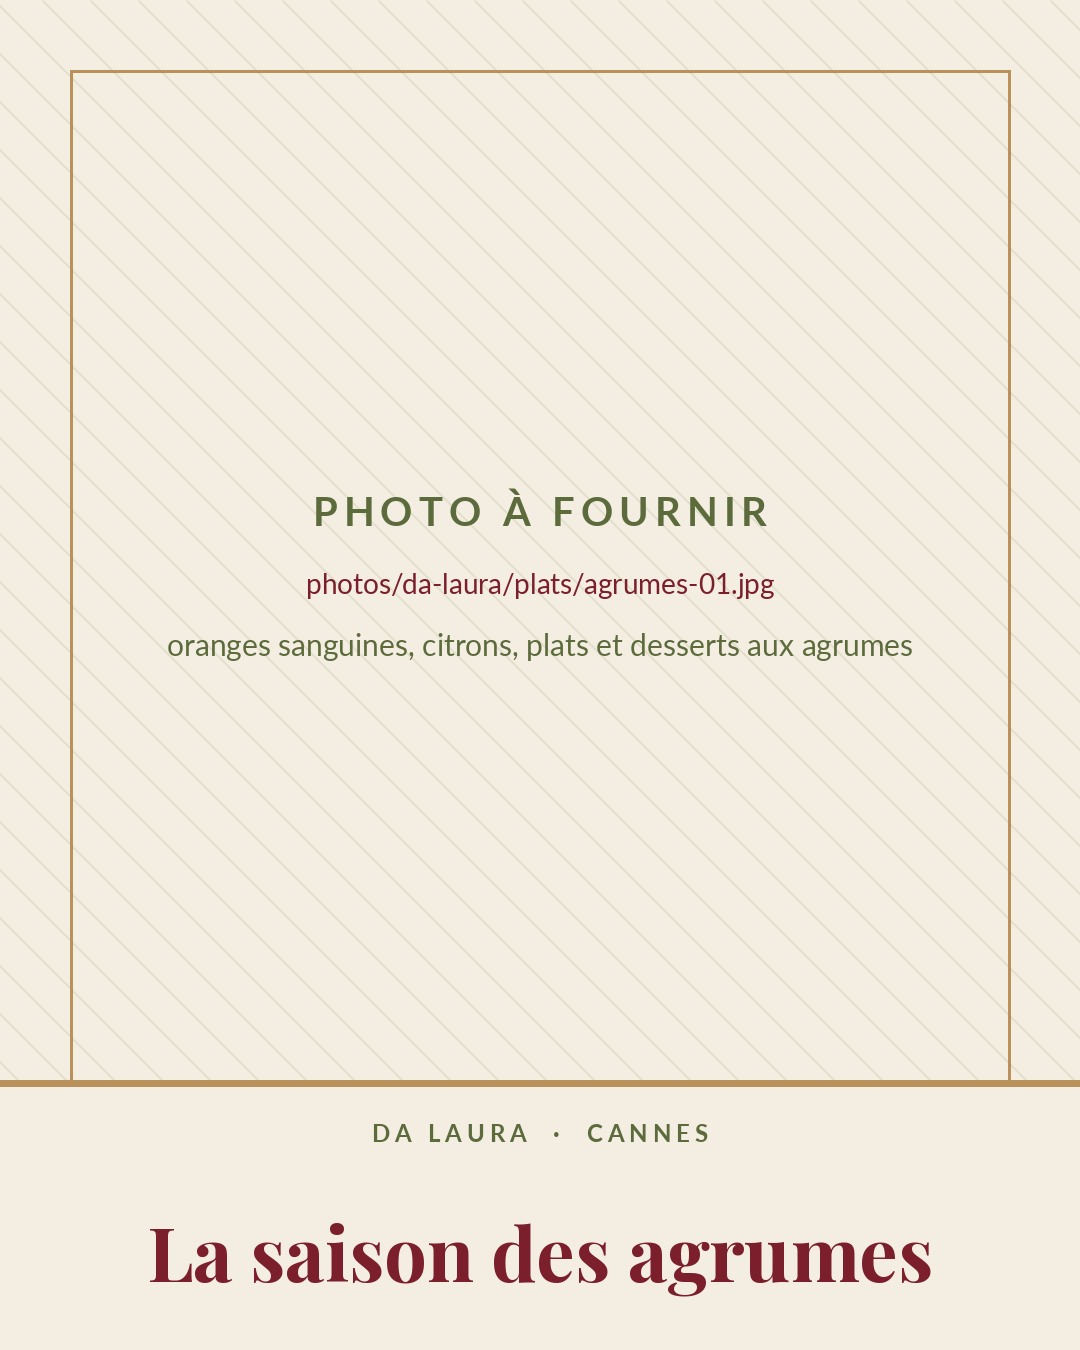 PHOTO À FOURNIR
photos/da-laura/plats/agrumes-01.jpg
oranges sanguines, citrons, plats et desserts aux agrumes
DA LAURA · CANNES
La saison des agrumes